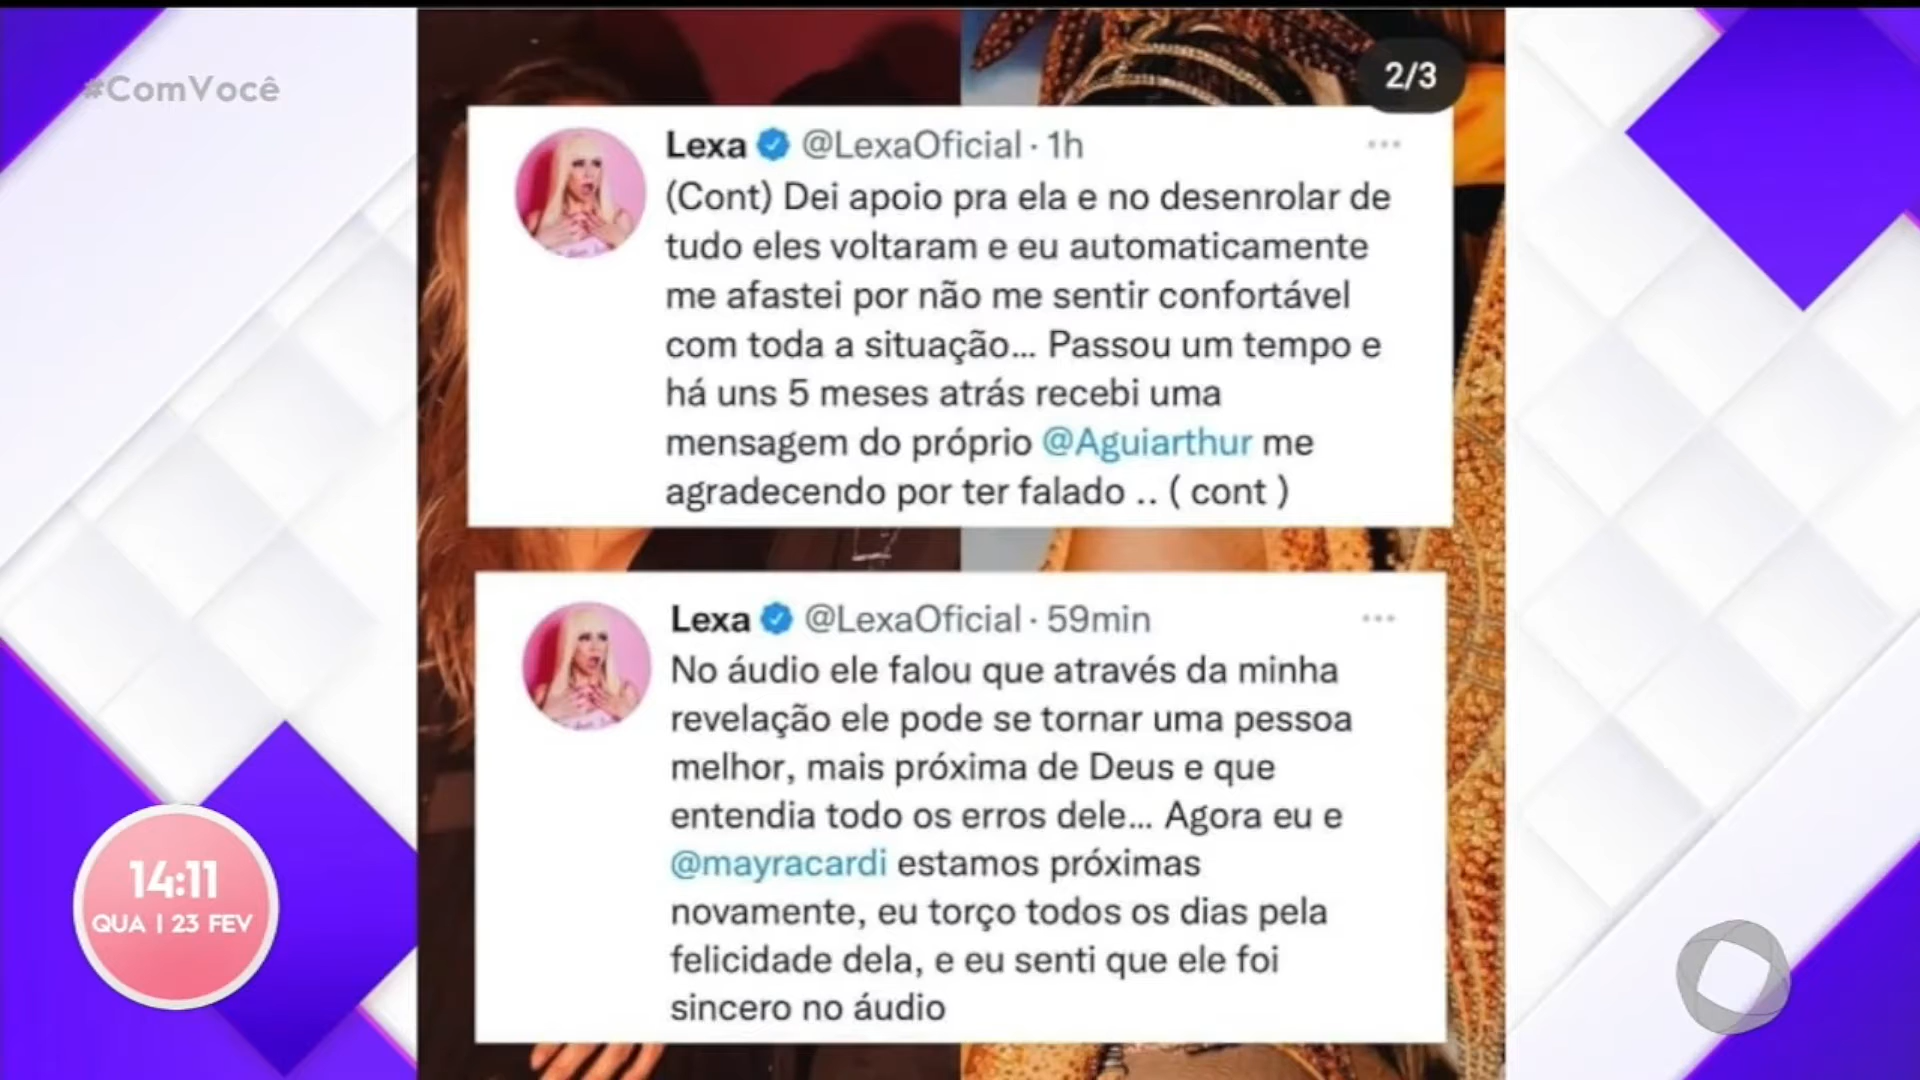 #ComVocê
2/3
Lexa @LexaOficial · 1h
(Cont) Dei apoio pra ela e no desenrolar de
tudo eles voltaram e eu automaticamente
me afastei por não me sentir confortável
com toda a situação... Passou um tempo e
há uns 5 meses atrás recebi uma
mensagem do próprio @Aguiarthur me
agradecendo por ter falado .. ( cont )
Lexa @LexaOficial · 59min
No áudio ele falou que através da minha
revelação ele pode se tornar uma pessoa
melhor, mais próxima de Deus e que
entendia todo os erros dele... Agora eu e
@mayracardi estamos próximas
novamente, eu torço todos os dias pela
felicidade dela, e eu senti que ele foi
sincero no áudio
14:11
QUA | 23 FEV